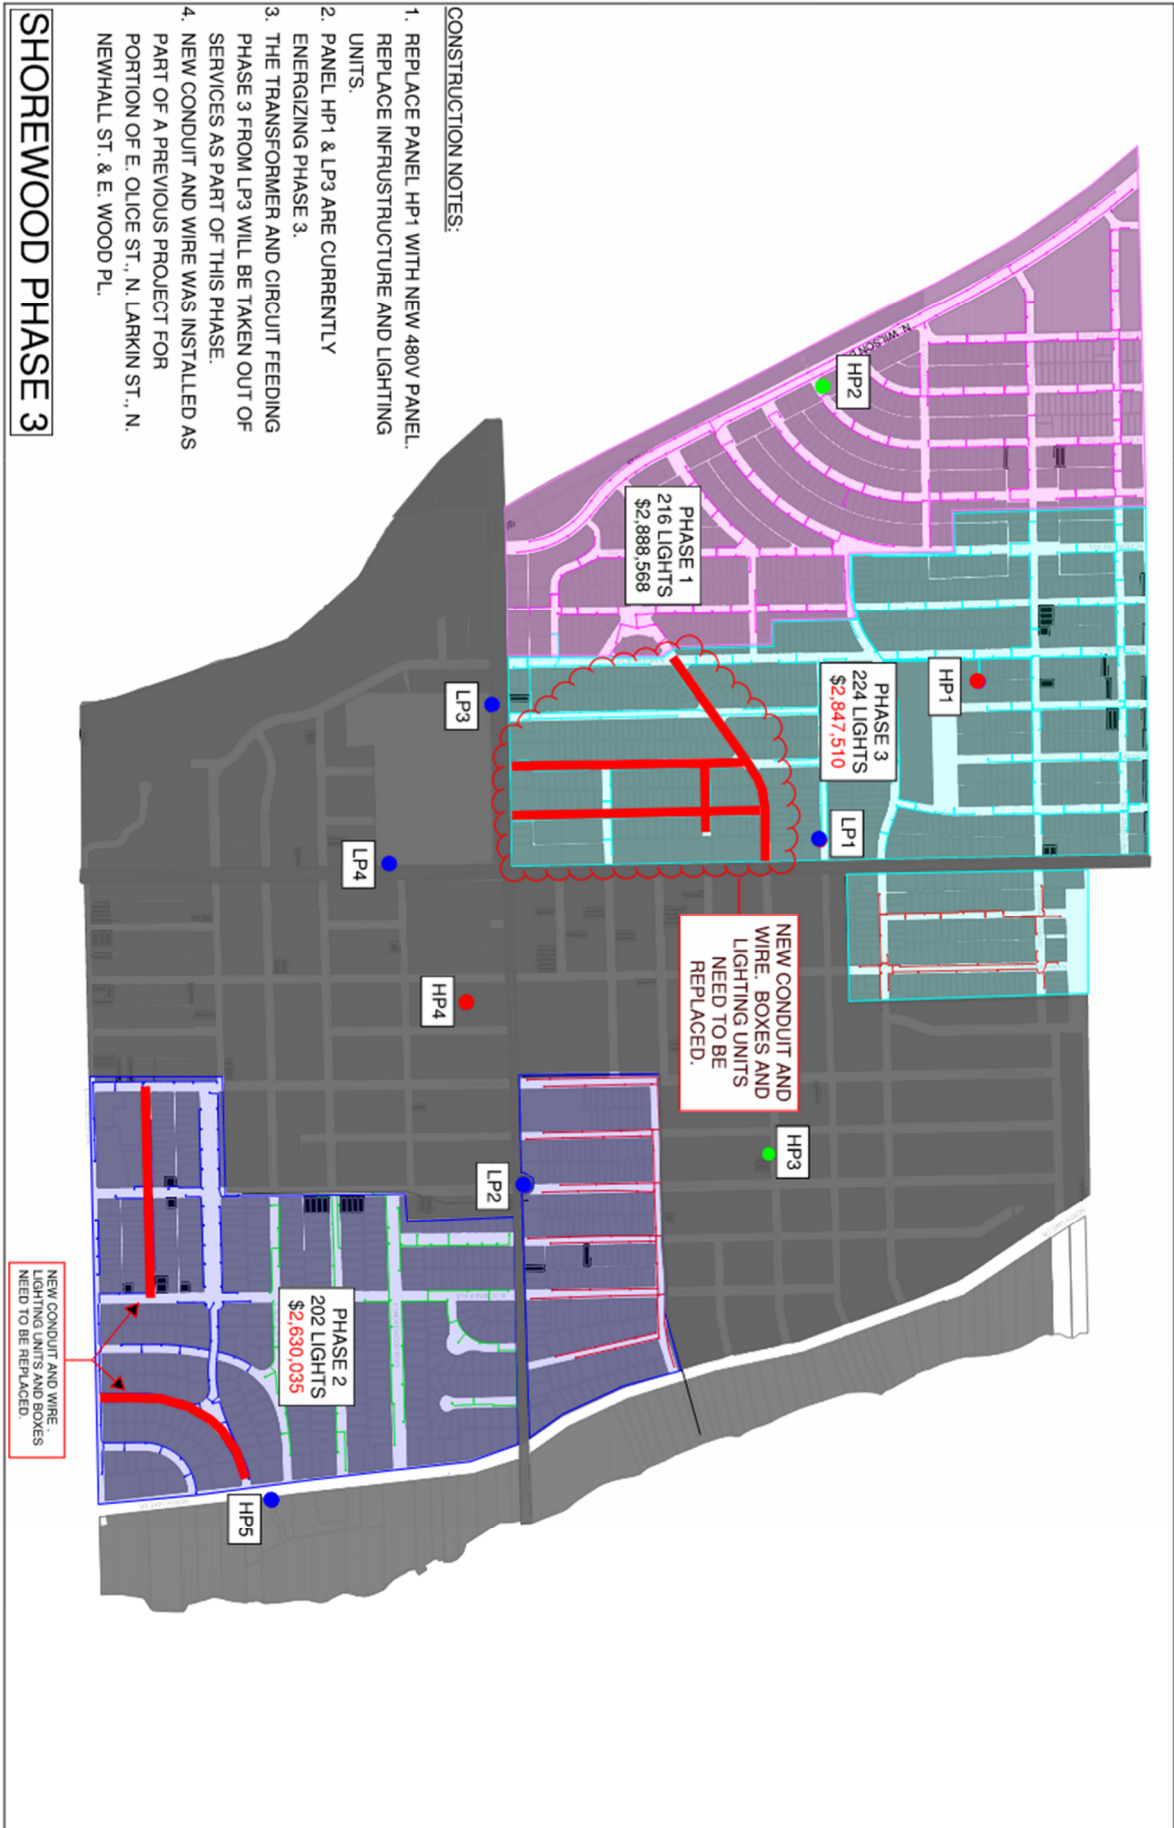 CONSTRUCTION NOTES:
1. REPLACE PANEL HP1 WITH NEW 480V PANEL.
REPLACE INFRUSTRUCTURE AND LIGHTING
UNITS.
2. PANEL HP1 & LP3 ARE CURRENTLY
ENERGIZING PHASE 3.
3. THE TRANSFORMER AND CIRCUIT FEEDING
PHASE 3 FROM LP3 WILL BE TAKEN OUT OF
SERVICES AS PART OF THIS PHASE.
4. NEW CONDUIT AND WIRE WAS INSTALLED AS
PART OF A PREVIOUS PROJECT FOR
PORTION OF E. OLICE ST., N. LARKIN ST., N.
NEWHALL ST. & E. WOOD PL.
SHOREWOOD PHASE 3
N. WILSON
HP2
PHASE 1
216 LIGHTS
$2,888,568
HP1
PHASE 3
224 LIGHTS
$2,847,510
LP3
LP1
LP4
NEW CONDUIT AND
WIRE. BOXES AND
LIGHTING UNITS
NEED TO BE
REPLACED.
HP4
HP3
LP2
PHASE 2
202 LIGHTS
$2,630,035
NEW CONDUIT AND WIRE.
LIGHTING UNITS AND BOXES
NEED TO BE REPLACED.
HP5